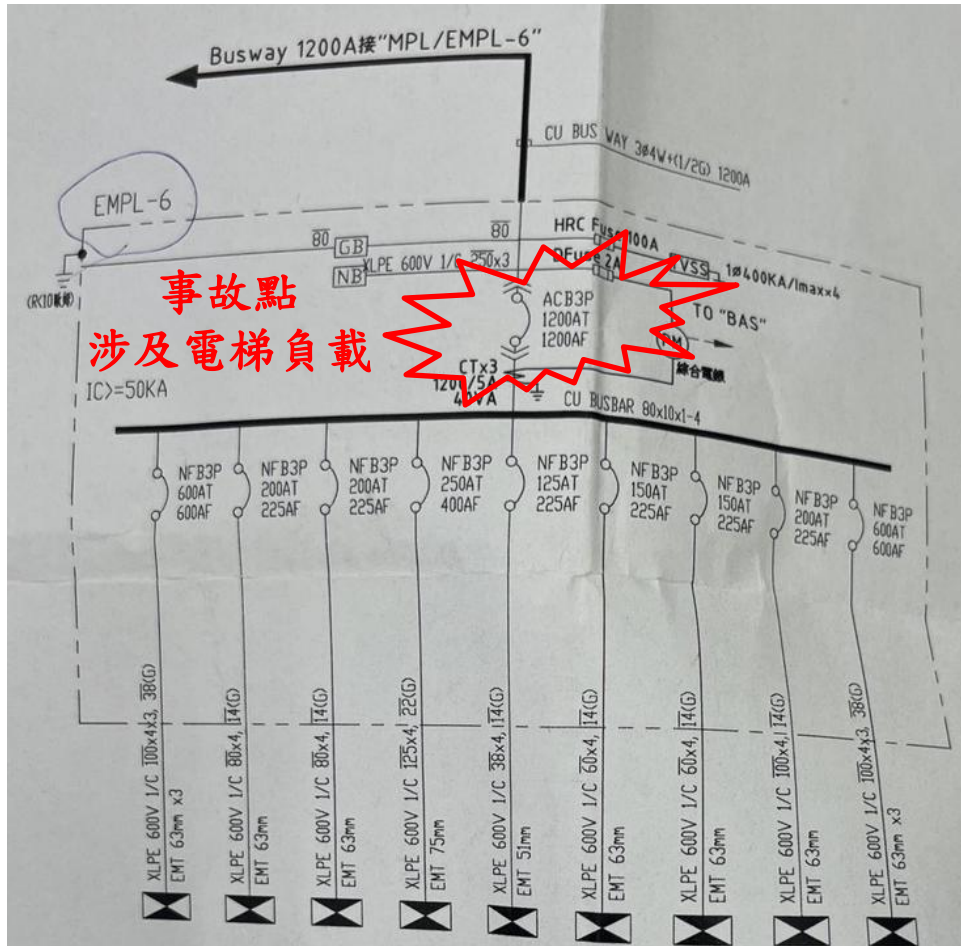 Busway 1200A接"MPL/EMPL-6"
CU BUS WAY 3ø4W+(1/2G) 1200A
EMPL-6
80
GB
80
HRC Fuse 100A
NB
XLPE 600V 1/C 250x3
DFuse 2A
TVSS
1ø400KA/Imaxx4
事故點
涉及電梯負載
ACB3P
1200AT
1200AF
TO "BAS"
PM
綜合電錶
CTx3
1200/5A
40VA
IC>=50KA
CU BUSBAR 80x10x1-4
NFB3P
600AT
600AF
NFB3P
200AT
225AF
NFB3P
200AT
225AF
NFB3P
250AT
400AF
NFB3P
125AT
225AF
NFB3P
150AT
225AF
NFB3P
150AT
225AF
NFB3P
200AT
225AF
NFB3P
600AT
600AF
XLPE 600V 1/C 100x4x3, 38(G)
EMT 63mm x3
XLPE 600V 1/C 80x4, 14(G)
EMT 63mm
XLPE 600V 1/C 80x4, 14(G)
EMT 63mm
XLPE 600V 1/C 125x4, 22(G)
EMT 75mm
XLPE 600V 1/C 38x4, 14(G)
EMT 51mm
XLPE 600V 1/C 60x4, 14(G)
EMT 63mm
XLPE 600V 1/C 60x4, 14(G)
EMT 63mm
XLPE 600V 1/C 100x4, 14(G)
EMT 63mm
XLPE 600V 1/C 100x4x3, 38(G)
EMT 63mm x3